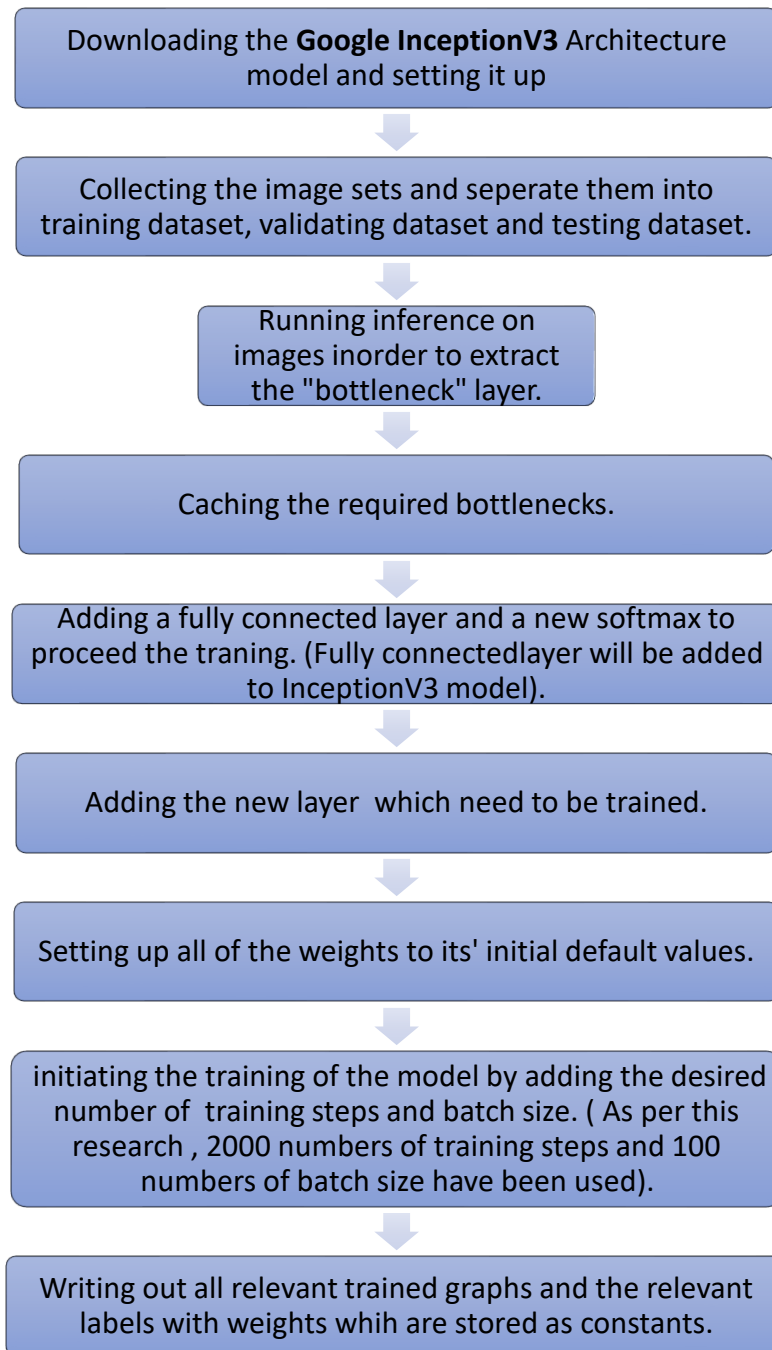 Downloading the Google InceptionV3 Architecture
model and setting it up
Collecting the image sets and seperate them into
training dataset, validating dataset and testing dataset.
Running inference on
images inorder to extract
the "bottleneck" layer.
Caching the required bottlenecks.
Adding a fully connected layer and a new softmax to
proceed the traning. (Fully connectedlayer will be added
to InceptionV3 model).
Adding the new layer which need to be trained.
Setting up all of the weights to its' initial default values.
initiating the training of the model by adding the desired
number of training steps and batch size. ( As per this
research , 2000 numbers of training steps and 100
numbers of batch size have been used).
Writing out all relevant trained graphs and the relevant
labels with weights whih are stored as constants.